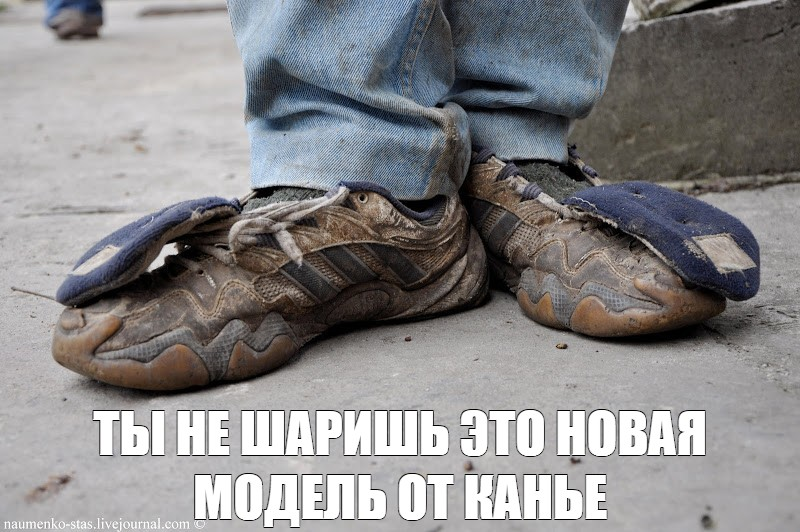 ТЫ НЕ ШАРИШЬ ЭТО НОВАЯ
МОДЕЛЬ ОТ КАНЬЕ
naumenko-stas.livejournal.com ©